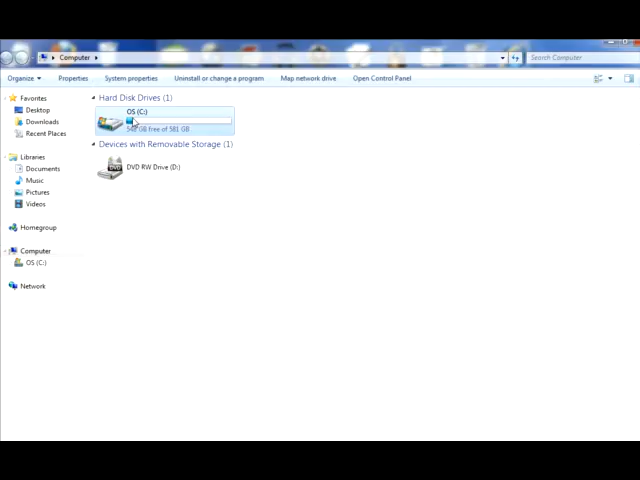 Computer
Search Computer
Organize
Properties
System properties
Uninstall or change a program
Map network drive
Open Control Panel
Favorites
Desktop
Downloads
Recent Places
Libraries
Documents
Music
Pictures
Videos
Homegroup
Computer
OS (C:)
Network
Hard Disk Drives (1)
OS (C:)
GB free of 581 GB
Devices with Removable Storage (1)
DVD
DVD RW Drive (D:)